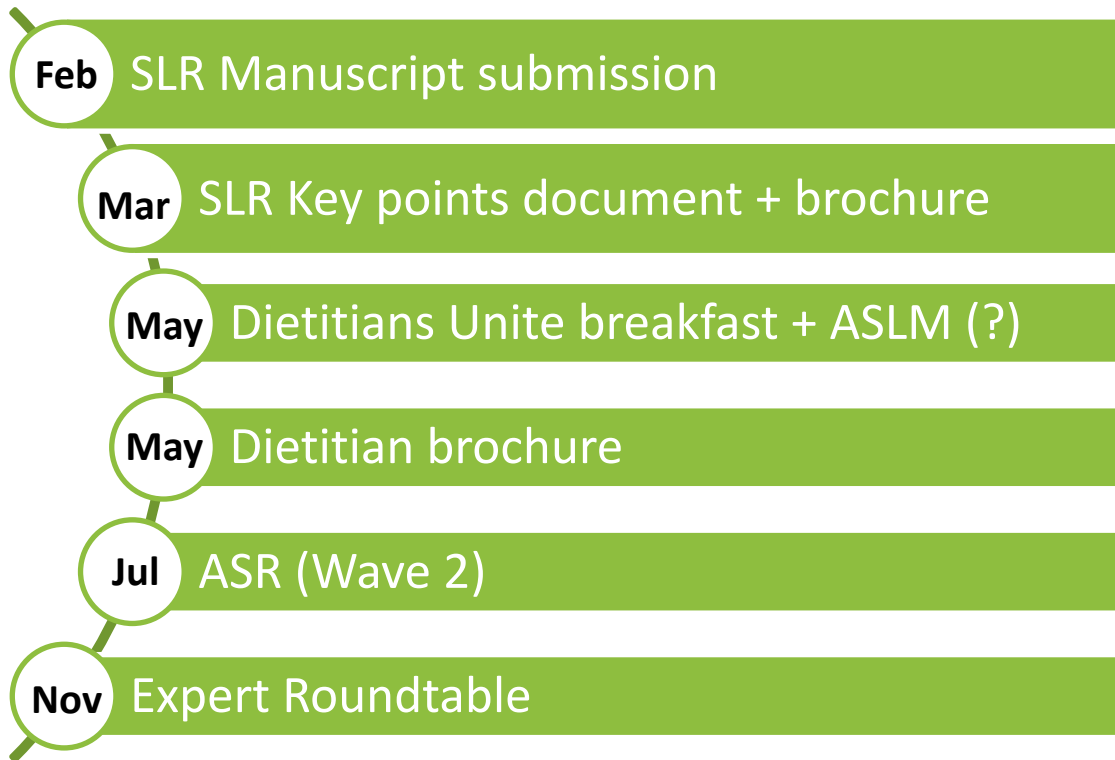 Feb SLR Manuscript submission
Mar SLR Key points document + brochure
May Dietitians Unite breakfast + ASLM (?)
May Dietitian brochure
Jul ASR (Wave 2)
Nov Expert Roundtable